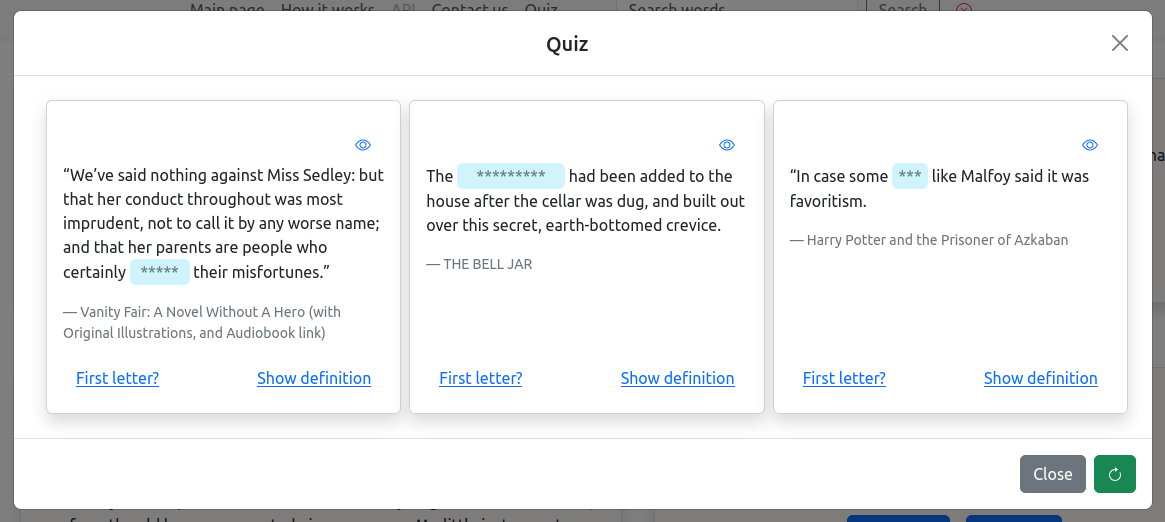 Main page How it works API Contact us Quiz Search words Search
Quiz
“We’ve said nothing against Miss Sedley: but
that her conduct throughout was most
imprudent, not to call it by any worse name;
and that her parents are people who
certainly ***** their misfortunes.”
— Vanity Fair: A Novel Without A Hero (with
Original Illustrations, and Audiobook link)
First letter? Show definition
The ********* had been added to the
house after the cellar was dug, and built out
over this secret, earth-bottomed crevice.
— THE BELL JAR
First letter? Show definition
“In case some *** like Malfoy said it was
favoritism.
— Harry Potter and the Prisoner of Azkaban
First letter? Show definition
Close